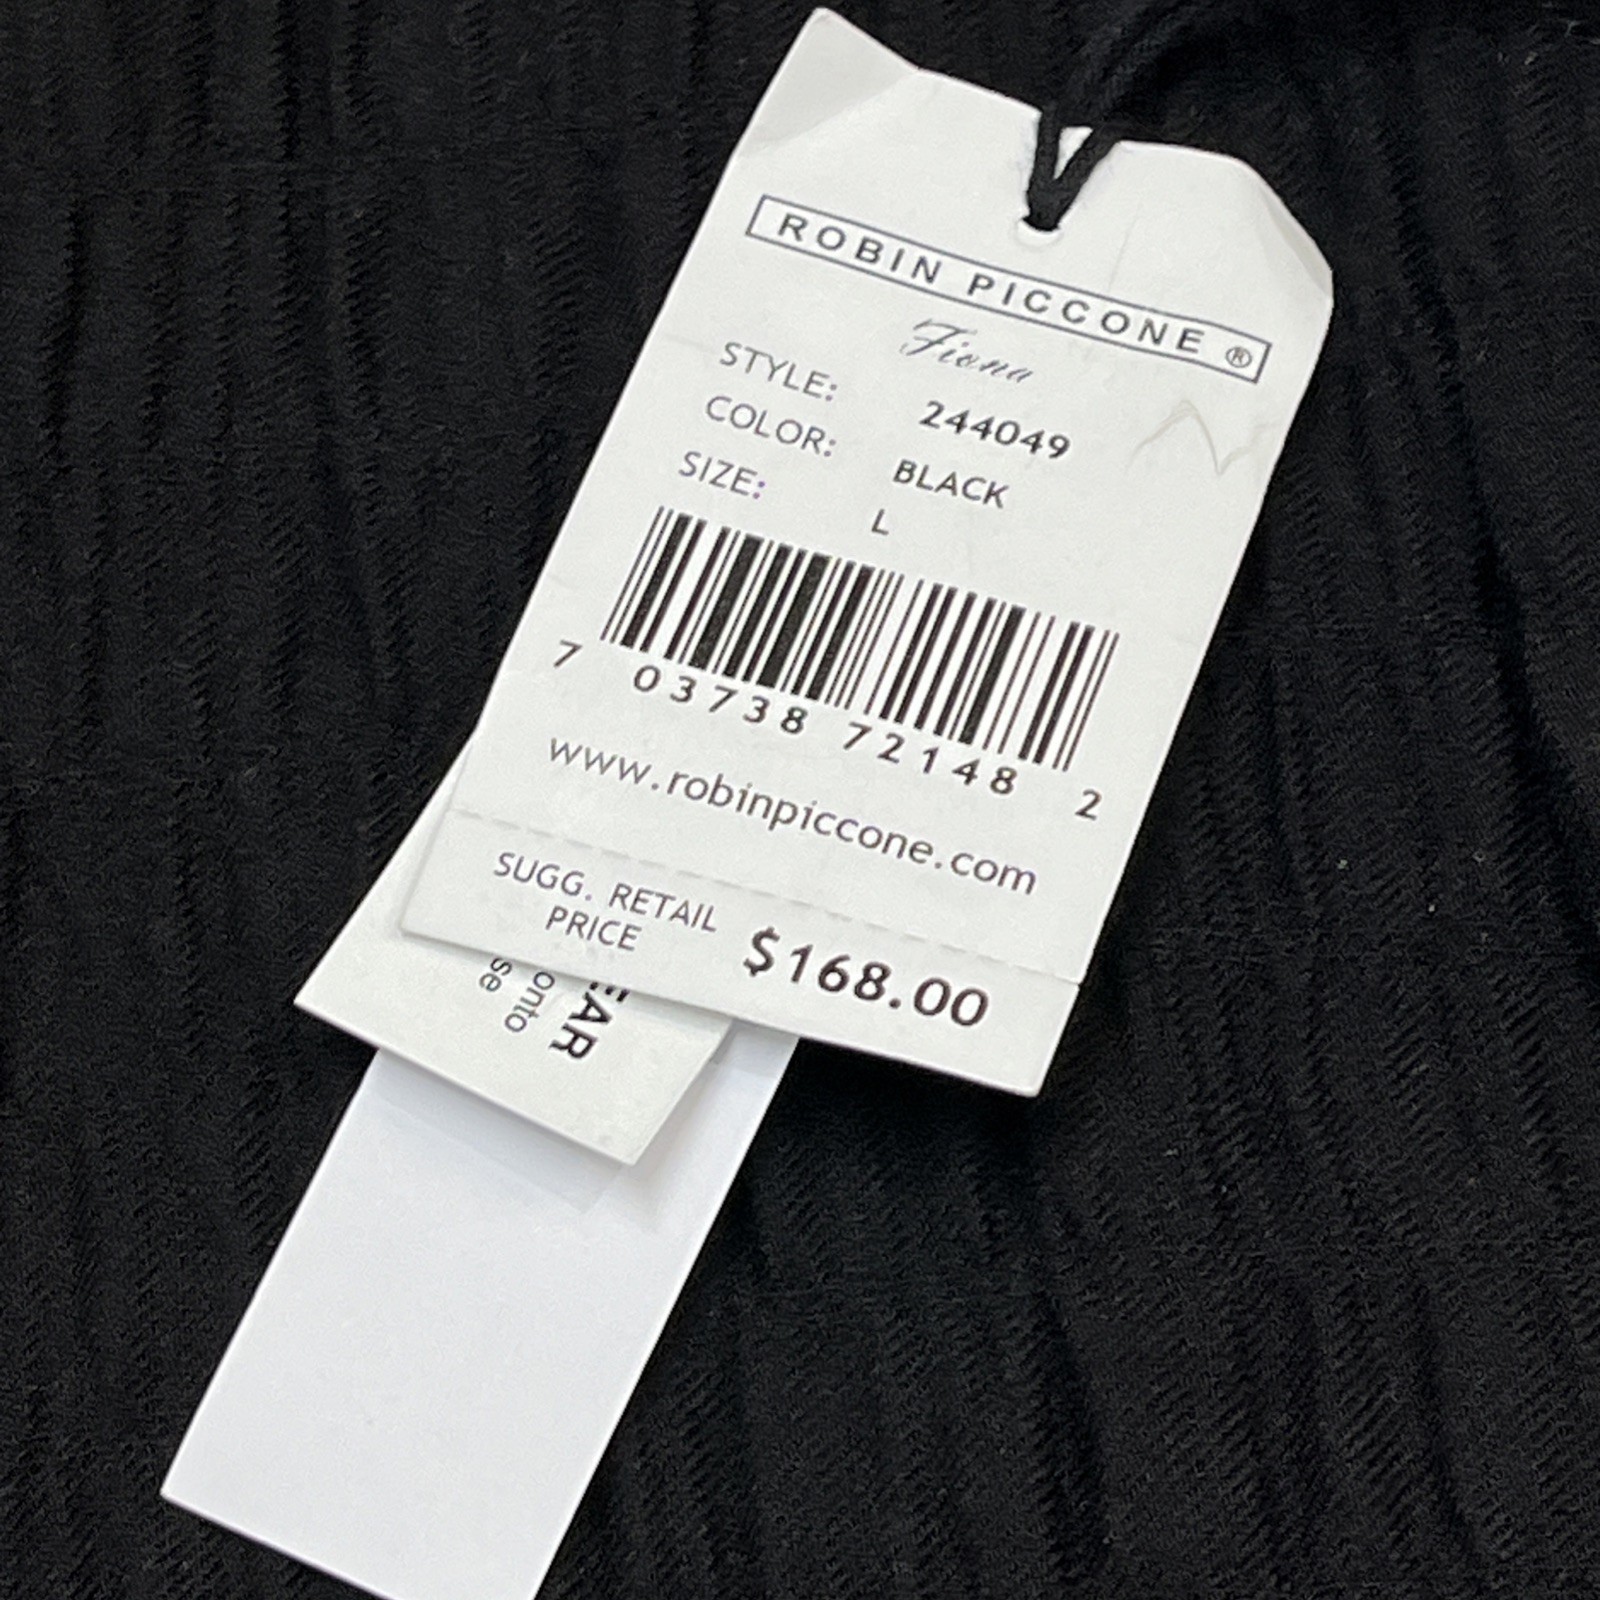 ROBIN PICCONE ®
Fiona
STYLE: 244049
COLOR: BLACK
SIZE: L
7 03738 72148 2
www.robinpiccone.com
SUGG. RETAIL
PRICE
$168.00
EAR
onto
se